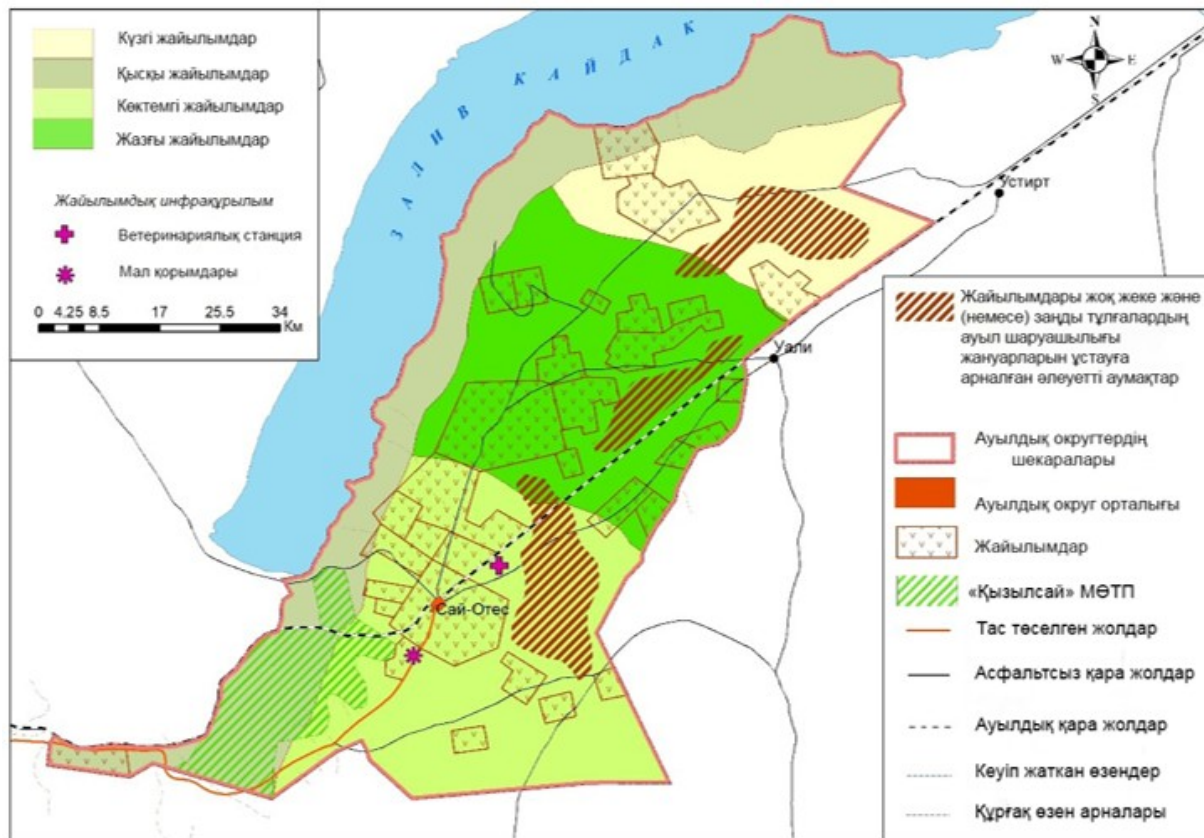 Күзгі жайылымдар
Қысқы жайылымдар
Көктемгі жайылымдар
Жазғы жайылымдар
Жайылымдық инфрақұрылым
Ветеринариялық станция
Мал қорымдары
0 4.25 8.5 17 25.5 34
Км
ЗАЛИВ КАЙДАК
N
W E
S
Устирт
Уали
Сай-Отес
Жайылымдары жоқ жеке және
(немесе) заңды тұлғалардың
ауыл шаруашылығы
жануарларын ұстауға
арналған әлеуетті аумақтар
Ауылдық округтердің
шекаралары
Ауылдық округ орталығы
Жайылымдар
«Қызылсай» МӨТП
Тас төселген жолдар
Асфальтсыз қара жолдар
Ауылдық қара жолдар
Кеуіп жаткан өзендер
Құрғақ өзен арналары